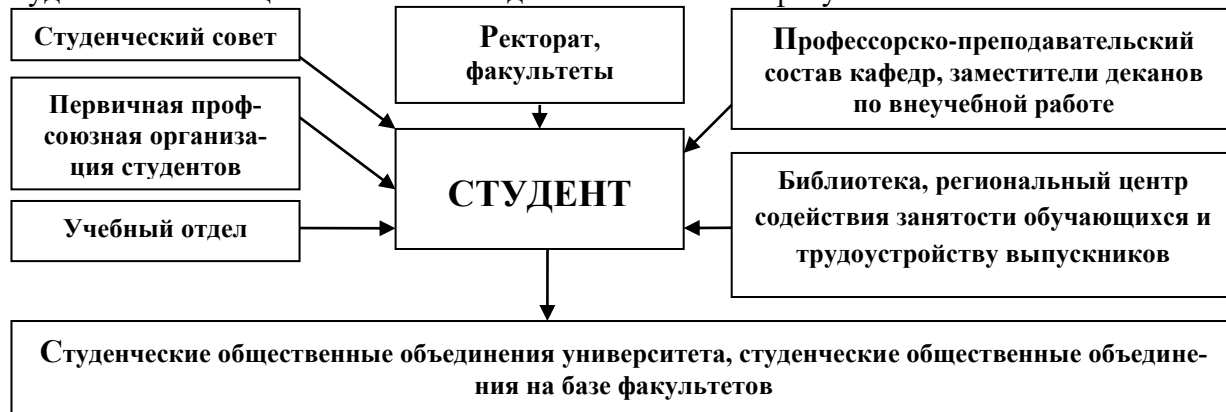 Студенческий совет
Первичная проф-
союзная организа-
ция студентов
Учебный отдел
Ректорат,
факультеты
СТУДЕНТ
Профессорско-преподавательский
состав кафедр, заместители деканов
по внеучебной работе
Библиотека, региональный центр
содействия занятости обучающихся и
трудоустройству выпускников
Студенческие общественные объединения университета, студенческие общественные объедине-
ния на базе факультетов